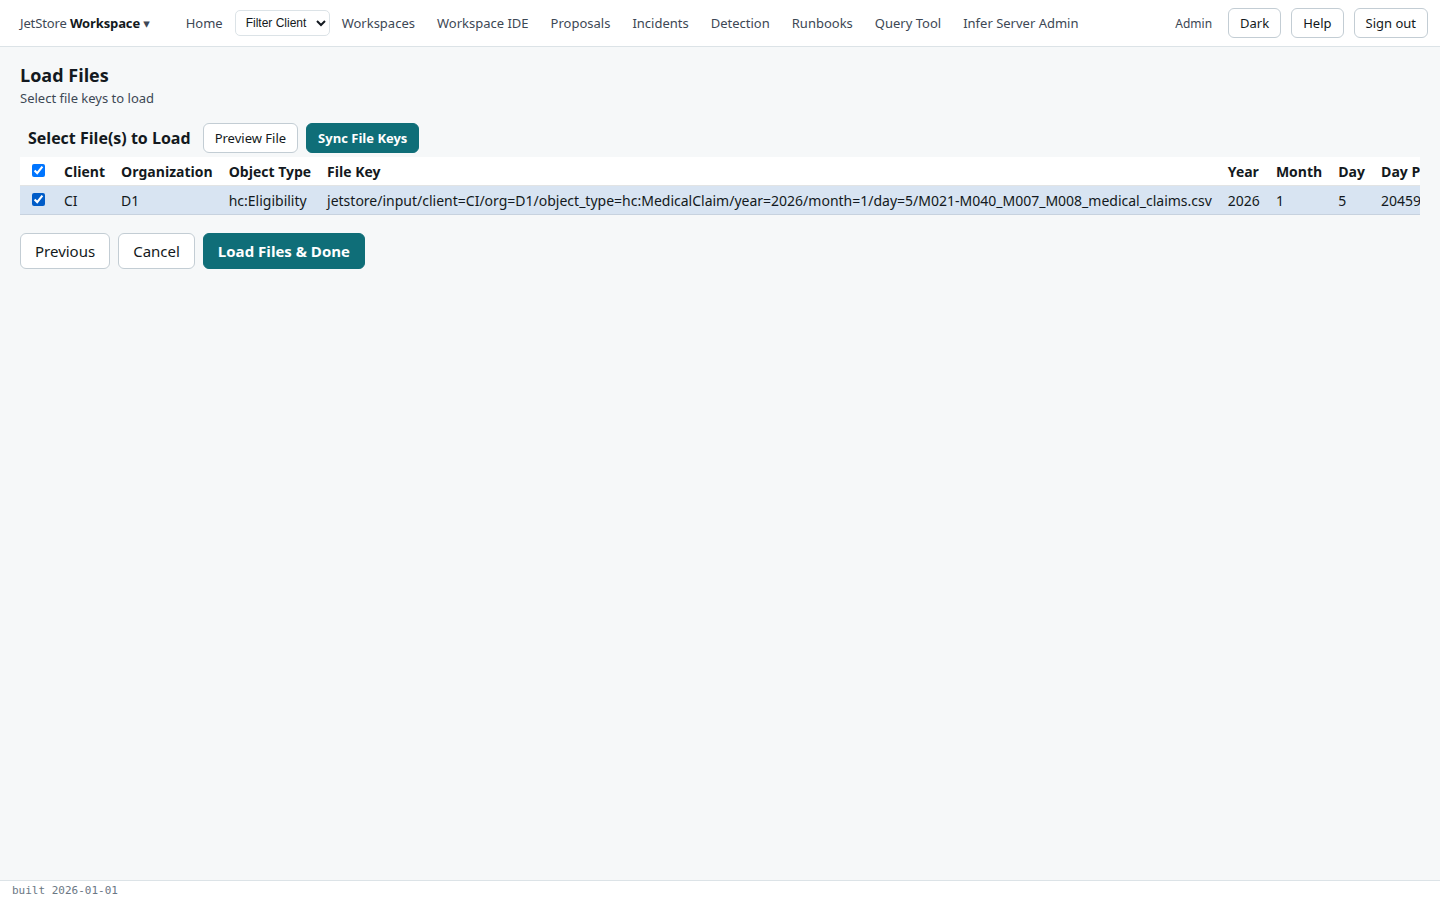 JetStore Workspace ▾ Home Filter Client Workspaces Workspace IDE Proposals Incidents Detection Runbooks Query Tool Infer Server Admin Admin Dark Help Sign out
Load Files
Select file keys to load
Select File(s) to Load Preview File Sync File Keys
Client Organization Object Type File Key Year Month Day Day P
CI D1 hc:Eligibility jetstore/input/client=CI/org=D1/object_type=hc:MedicalClaim/year=2026/month=1/day=5/M021-M040_M007_M008_medical_claims.csv 2026 1 5 20459
Previous Cancel Load Files & Done
built 2026-01-01